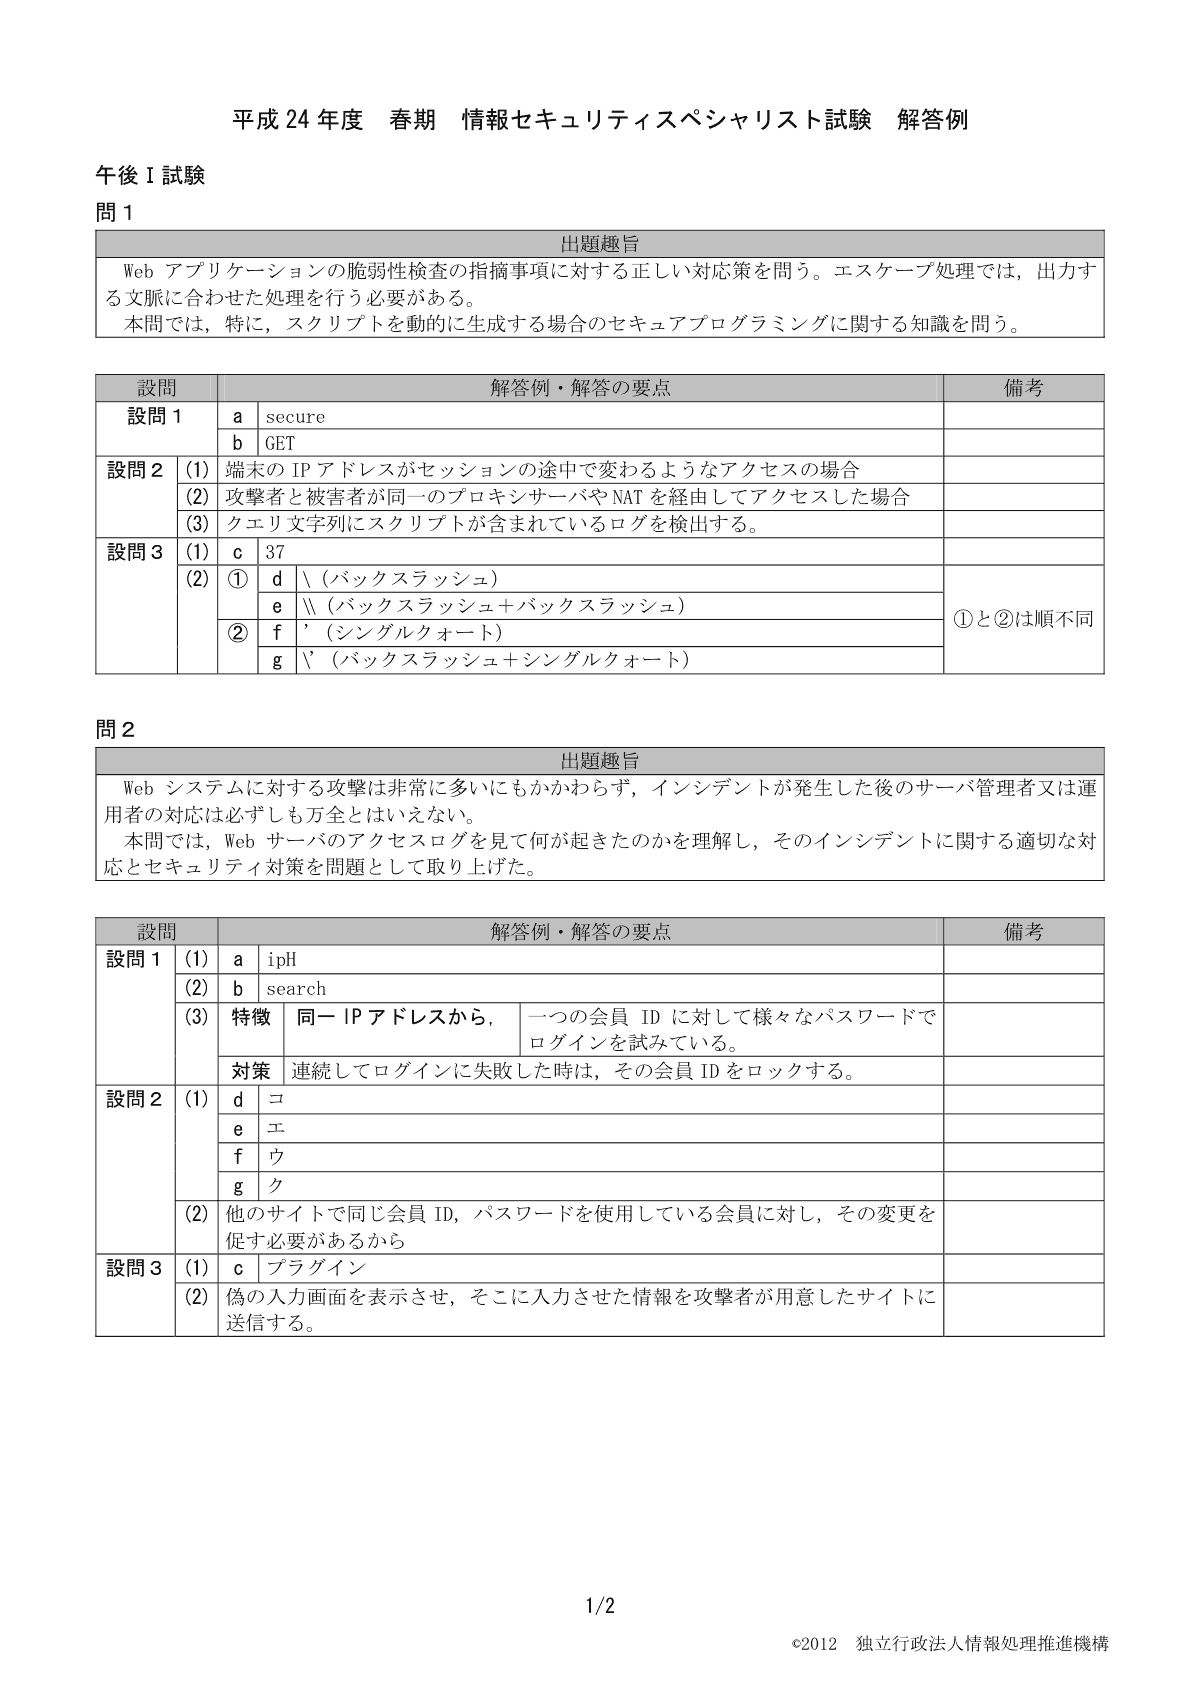 平成 24 年度　春期　情報セキュリティスペシャリスト試験　解答例
午後Ⅰ試験
問１
出題趣旨
Web アプリケーションの脆弱性検査の指摘事項に対する正しい対応策を問う。エスケープ処理では，出力す
る文脈に合わせた処理を行う必要がある。
本問では，特に，スクリプトを動的に生成する場合のセキュアプログラミングに関する知識を問う。
設問 解答例・解答の要点 備考
設問１ a secure
b GET
設問２ (1) 端末の IP アドレスがセッションの途中で変わるようなアクセスの場合
(2) 攻撃者と被害者が同一のプロキシサーバや NAT を経由してアクセスした場合
(3) クエリ文字列にスクリプトが含まれているログを検出する。
設問３ (1) c 37
(2) ① d \（バックスラッシュ）
e \\（バックスラッシュ＋バックスラッシュ）
①と②は順不同
② f ’（シングルクォート）
g \’（バックスラッシュ＋シングルクォート）
問２
出題趣旨
Web システムに対する攻撃は非常に多いにもかかわらず，インシデントが発生した後のサーバ管理者又は運
用者の対応は必ずしも万全とはいえない。
本問では，Web サーバのアクセスログを見て何が起きたのかを理解し，そのインシデントに関する適切な対
応とセキュリティ対策を問題として取り上げた。
設問 解答例・解答の要点 備考
設問１ (1) a ipH
(2) b search
(3) 特徴 同一 IP アドレスから， 一つの会員 ID に対して様々なパスワードで
ログインを試みている。
対策 連続してログインに失敗した時は，その会員 ID をロックする。
設問２ (1) d コ
e エ
f ウ
g ク
(2) 他のサイトで同じ会員 ID，パスワードを使用している会員に対し，その変更を
促す必要があるから
設問３ (1) c プラグイン
(2) 偽の入力画面を表示させ，そこに入力させた情報を攻撃者が用意したサイトに
送信する。
1/2
©2012　独立行政法人情報処理推進機構